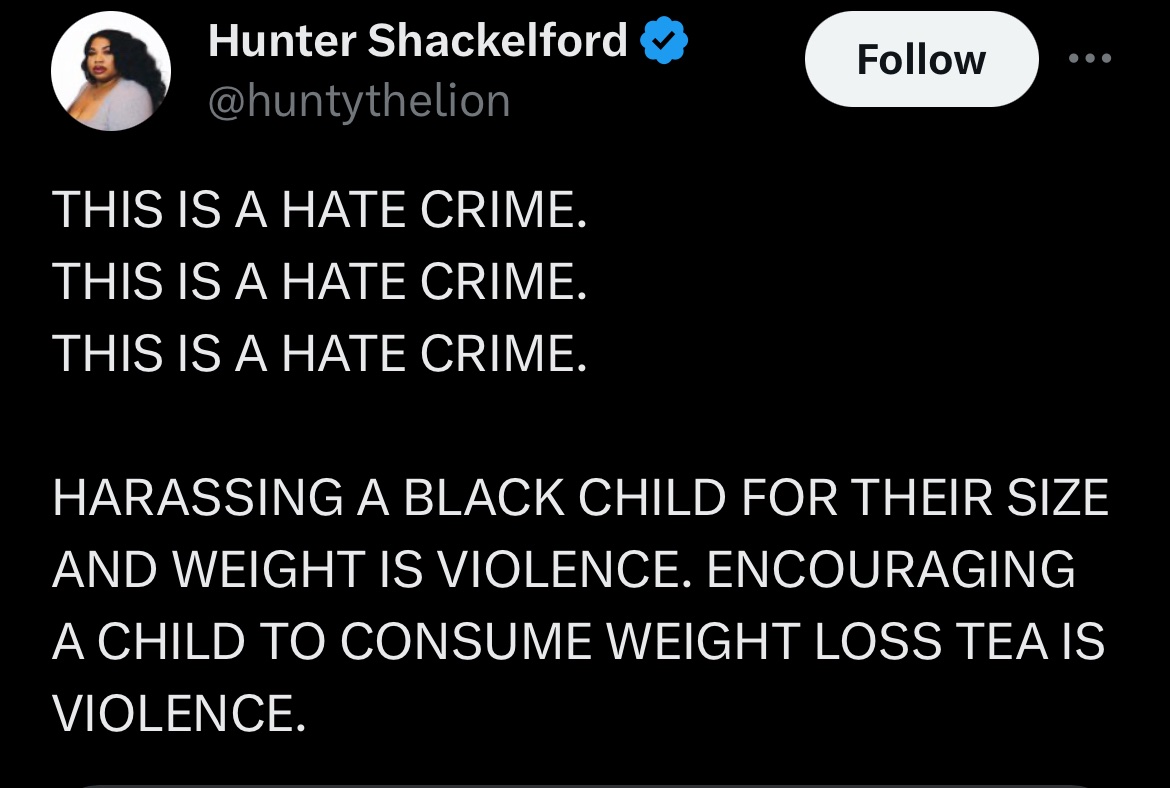 Hunter Shackelford
Follow
@huntythelion
THIS IS A HATE CRIME.
THIS IS A HATE CRIME.
THIS IS A HATE CRIME.
HARASSING A BLACK CHILD FOR THEIR SIZE
AND WEIGHT IS VIOLENCE. ENCOURAGING
A CHILD TO CONSUME WEIGHT LOSS TEA IS
VIOLENCE.